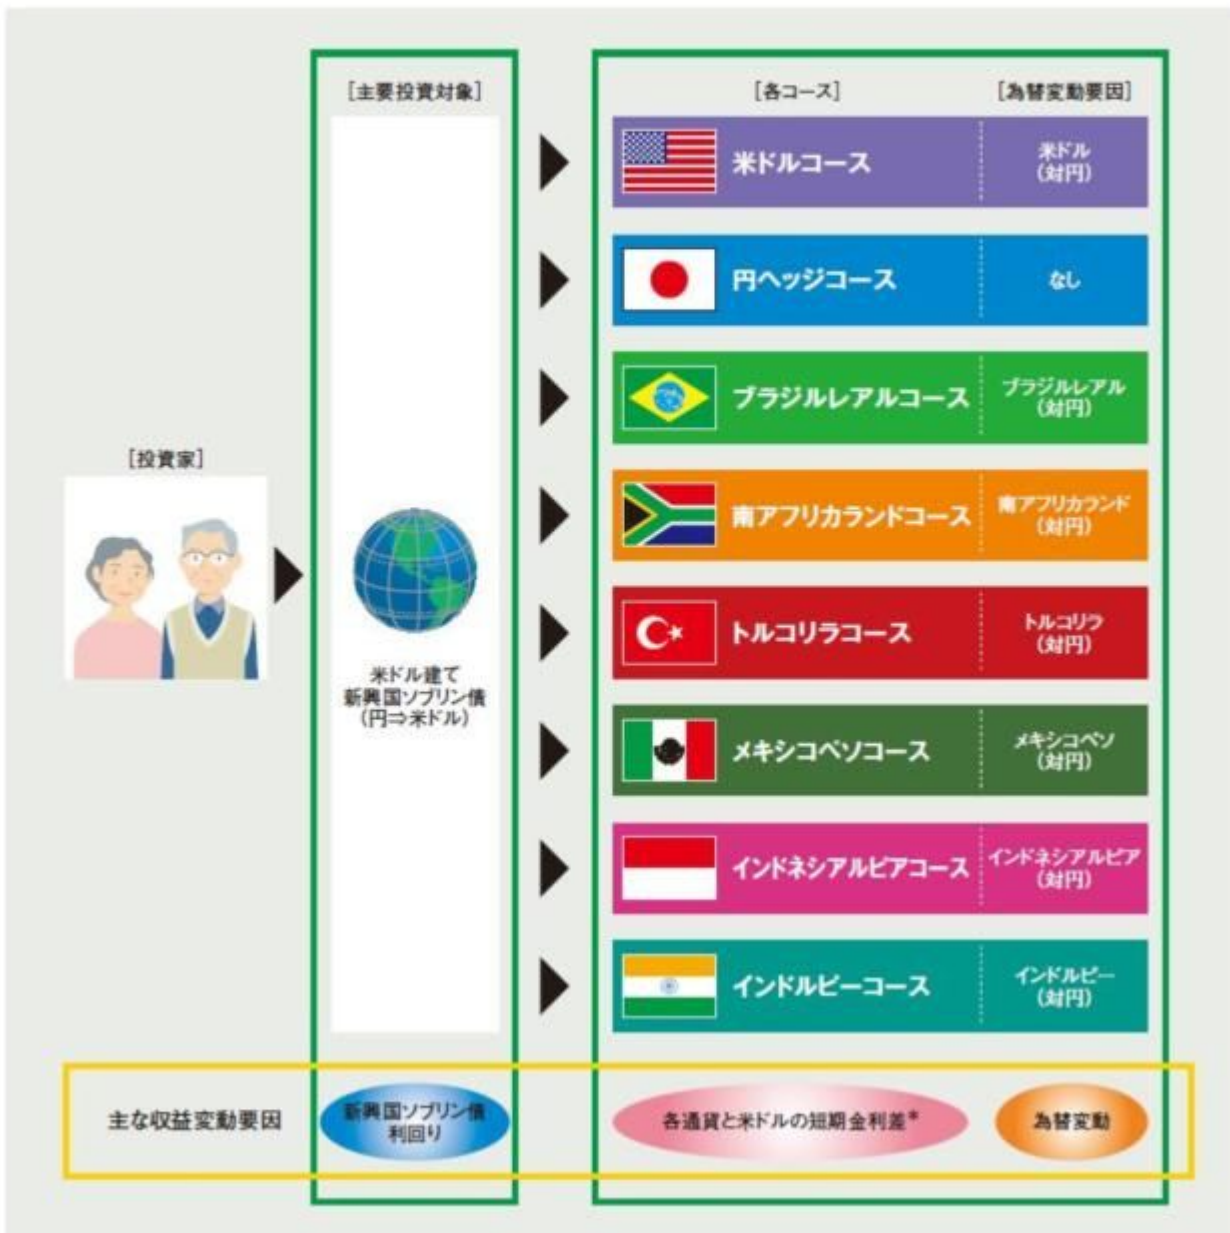 [主要投資対象]
[各コース]
[為替変動要因]
米ドルコース
米ドル
(対円)
円ヘッジコース
なし
ブラジルレアルコース
ブラジルレアル
(対円)
[投資家]
南アフリカランドコース
南アフリカランド
(対円)
トルコリラコース
トルコリラ
(対円)
米ドル建て
新興国ソブリン債
(円⇒米ドル)
メキシコペソコース
メキシコペソ
(対円)
インドネシアルピアコース
インドネシアルピア
(対円)
インドルピーコース
インドルピー
(対円)
主な収益変動要因
新興国ソブリン債
利回り
各通貨と米ドルの短期金利差*
為替変動